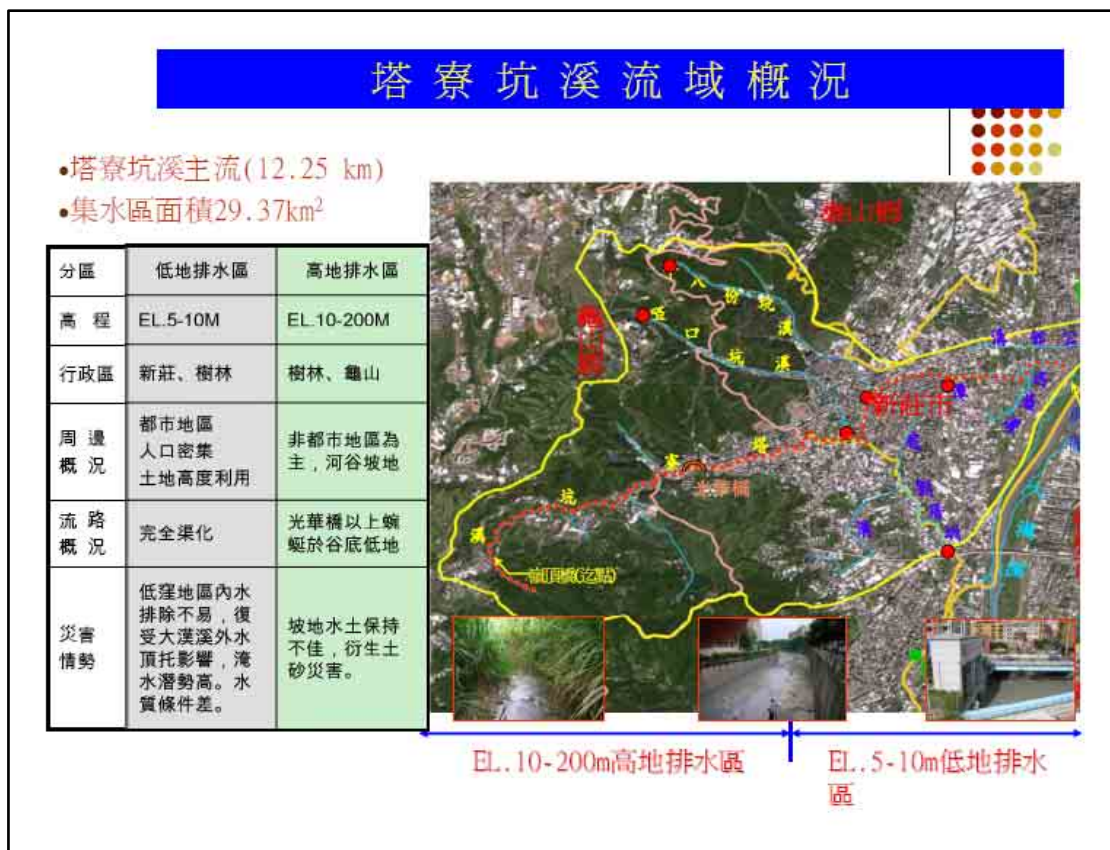 塔寮坑溪流域概況
•塔寮坑溪主流(12.25 km)
•集水區面積29.37km²
分區 低地排水區 高地排水區
高 程 EL.5-10M EL.10-200M
行政區 新莊、樹林 樹林、龜山
周 邊
概 況
都市地區
人口密集
土地高度利用
非都市地區為
主，河谷坡地
流 路
概 況
完全渠化
光華橋以上蜿
蜒於谷底低地
災害
情勢
低窪地區內水
排除不易，復
受大漢溪外水
頂托影響，淹
水潛勢高。水
質條件差。
坡地水土保持
不佳，衍生土
砂災害。
十八份坑溪
啞口坑溪
新莊市
塔寮坑溪
光華橋
嶺頂橋(迄點)
EL.10-200m高地排水區
EL.5-10m低地排水
區